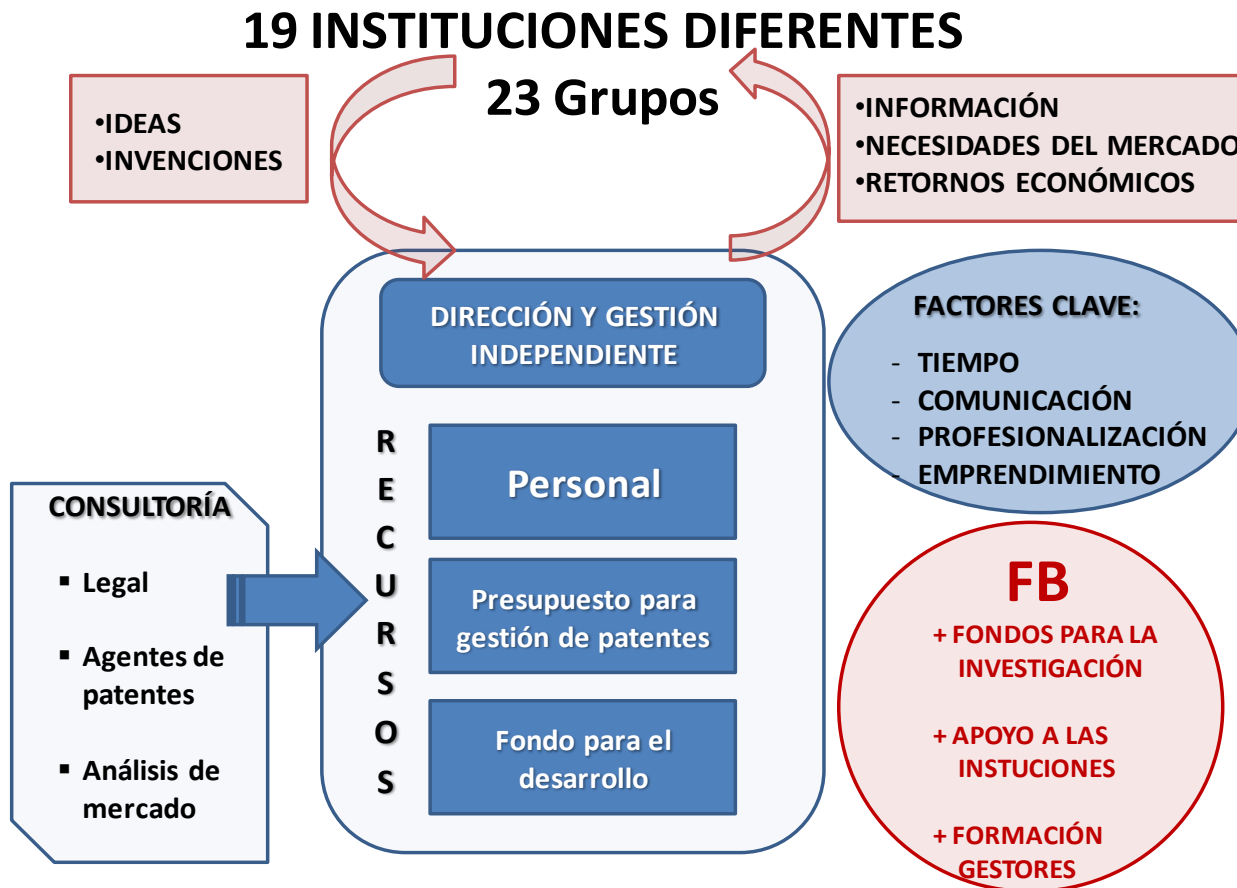 19 INSTITUCIONES DIFERENTES
23 Grupos
•IDEAS
•INVENCIONES
•INFORMACIÓN
•NECESIDADES DEL MERCADO
•RETORNOS ECONÓMICOS
DIRECCIÓN Y GESTIÓN
INDEPENDIENTE
FACTORES CLAVE:
- TIEMPO
- COMUNICACIÓN
- PROFESIONALIZACIÓN
- EMPRENDIMIENTO
R
E
C
U
R
S
O
S
Personal
Presupuesto para
gestión de patentes
Fondo para el
desarrollo
CONSULTORÍA
▪ Legal
▪ Agentes de
patentes
▪ Análisis de
mercado
FB
+ FONDOS PARA LA
INVESTIGACIÓN
+ APOYO A LAS
INSTUCIONES
+ FORMACIÓN
GESTORES